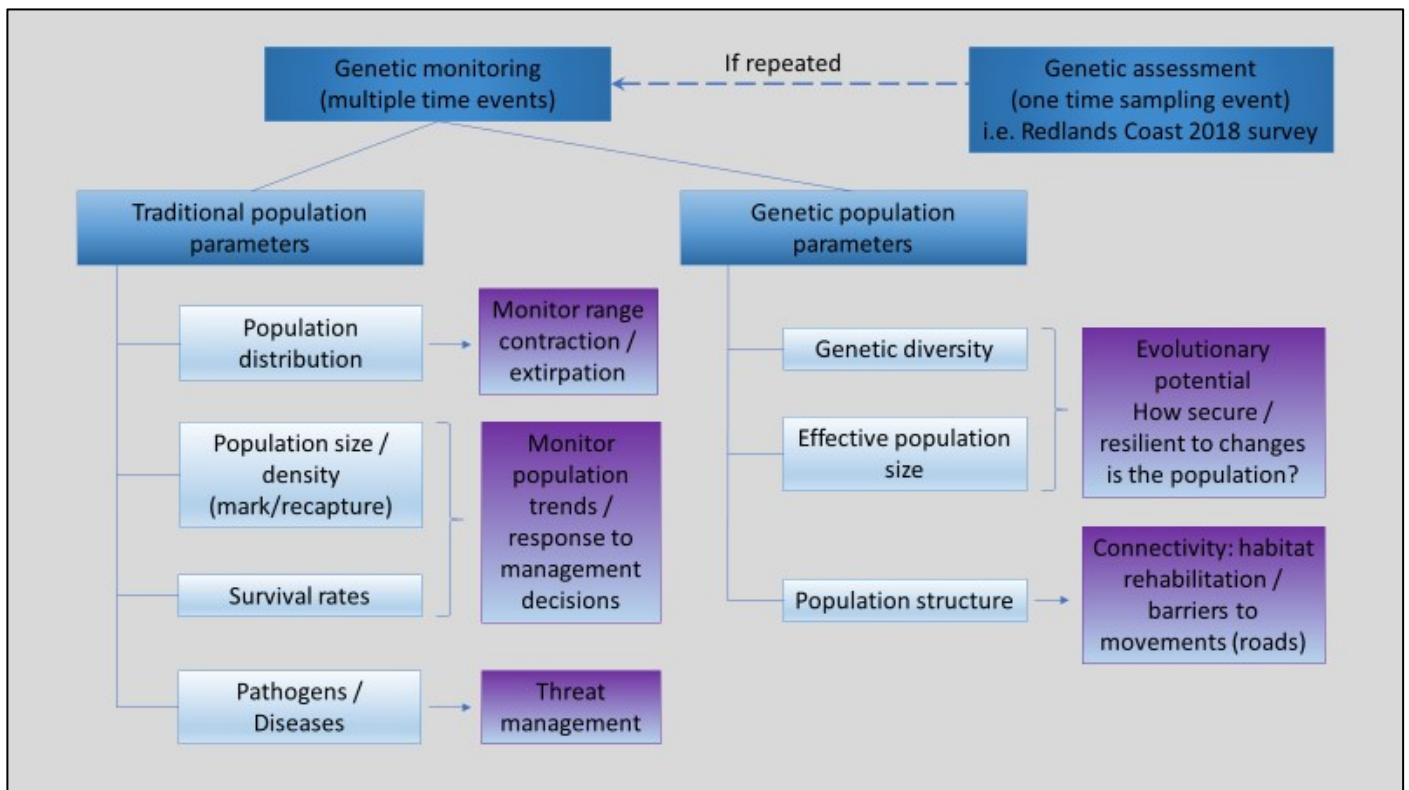 Genetic monitoring
(multiple time events)
If repeated
Genetic assessment
(one time sampling event)
i.e. Redlands Coast 2018 survey
Traditional population
parameters
Genetic population
parameters
Population
distribution
Monitor range
contraction /
extirpation
Population size /
density
(mark/recapture)
Survival rates
Monitor
population
trends /
response to
management
decisions
Pathogens /
Diseases
Threat
management
Genetic diversity
Effective population
size
Evolutionary
potential
How secure /
resilient to changes
is the population?
Population structure
Connectivity: habitat
rehabilitation /
barriers to
movements (roads)